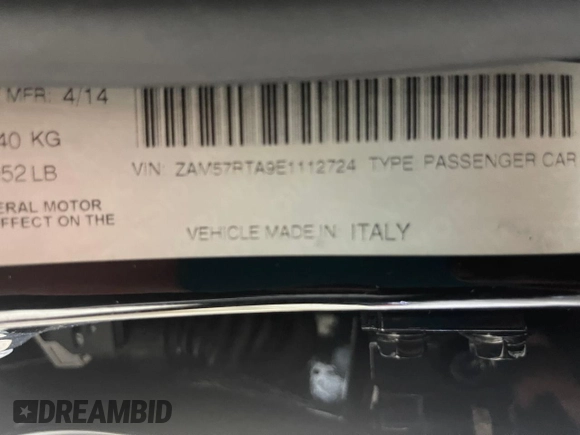 MFR: 4/14
40 KG
52 LB
ERAL MOTOR
EFFECT ON THE
VIN: ZAM57RTA9E1112724 TYPE: PASSENGER CAR
VEHICLE MADE IN: ITALY
DREAMBID